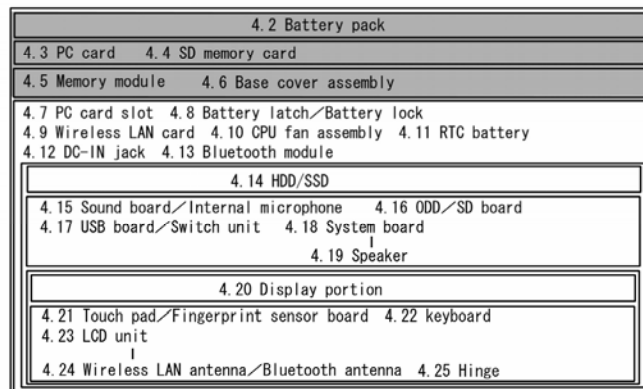 4.2 Battery pack
4.3 PC card 4.4 SD memory card
4.5 Memory module 4.6 Base cover assembly
4.7 PC card slot 4.8 Battery latch／Battery lock
4.9 Wireless LAN card 4.10 CPU fan assembly 4.11 RTC battery
4.12 DC-IN jack 4.13 Bluetooth module
4.14 HDD/SSD
4.15 Sound board／Internal microphone 4.16 ODD／SD board
4.17 USB board／Switch unit 4.18 System board
4.19 Speaker
4.20 Display portion
4.21 Touch pad／Fingerprint sensor board 4.22 keyboard
4.23 LCD unit
4.24 Wireless LAN antenna／Bluetooth antenna 4.25 Hinge